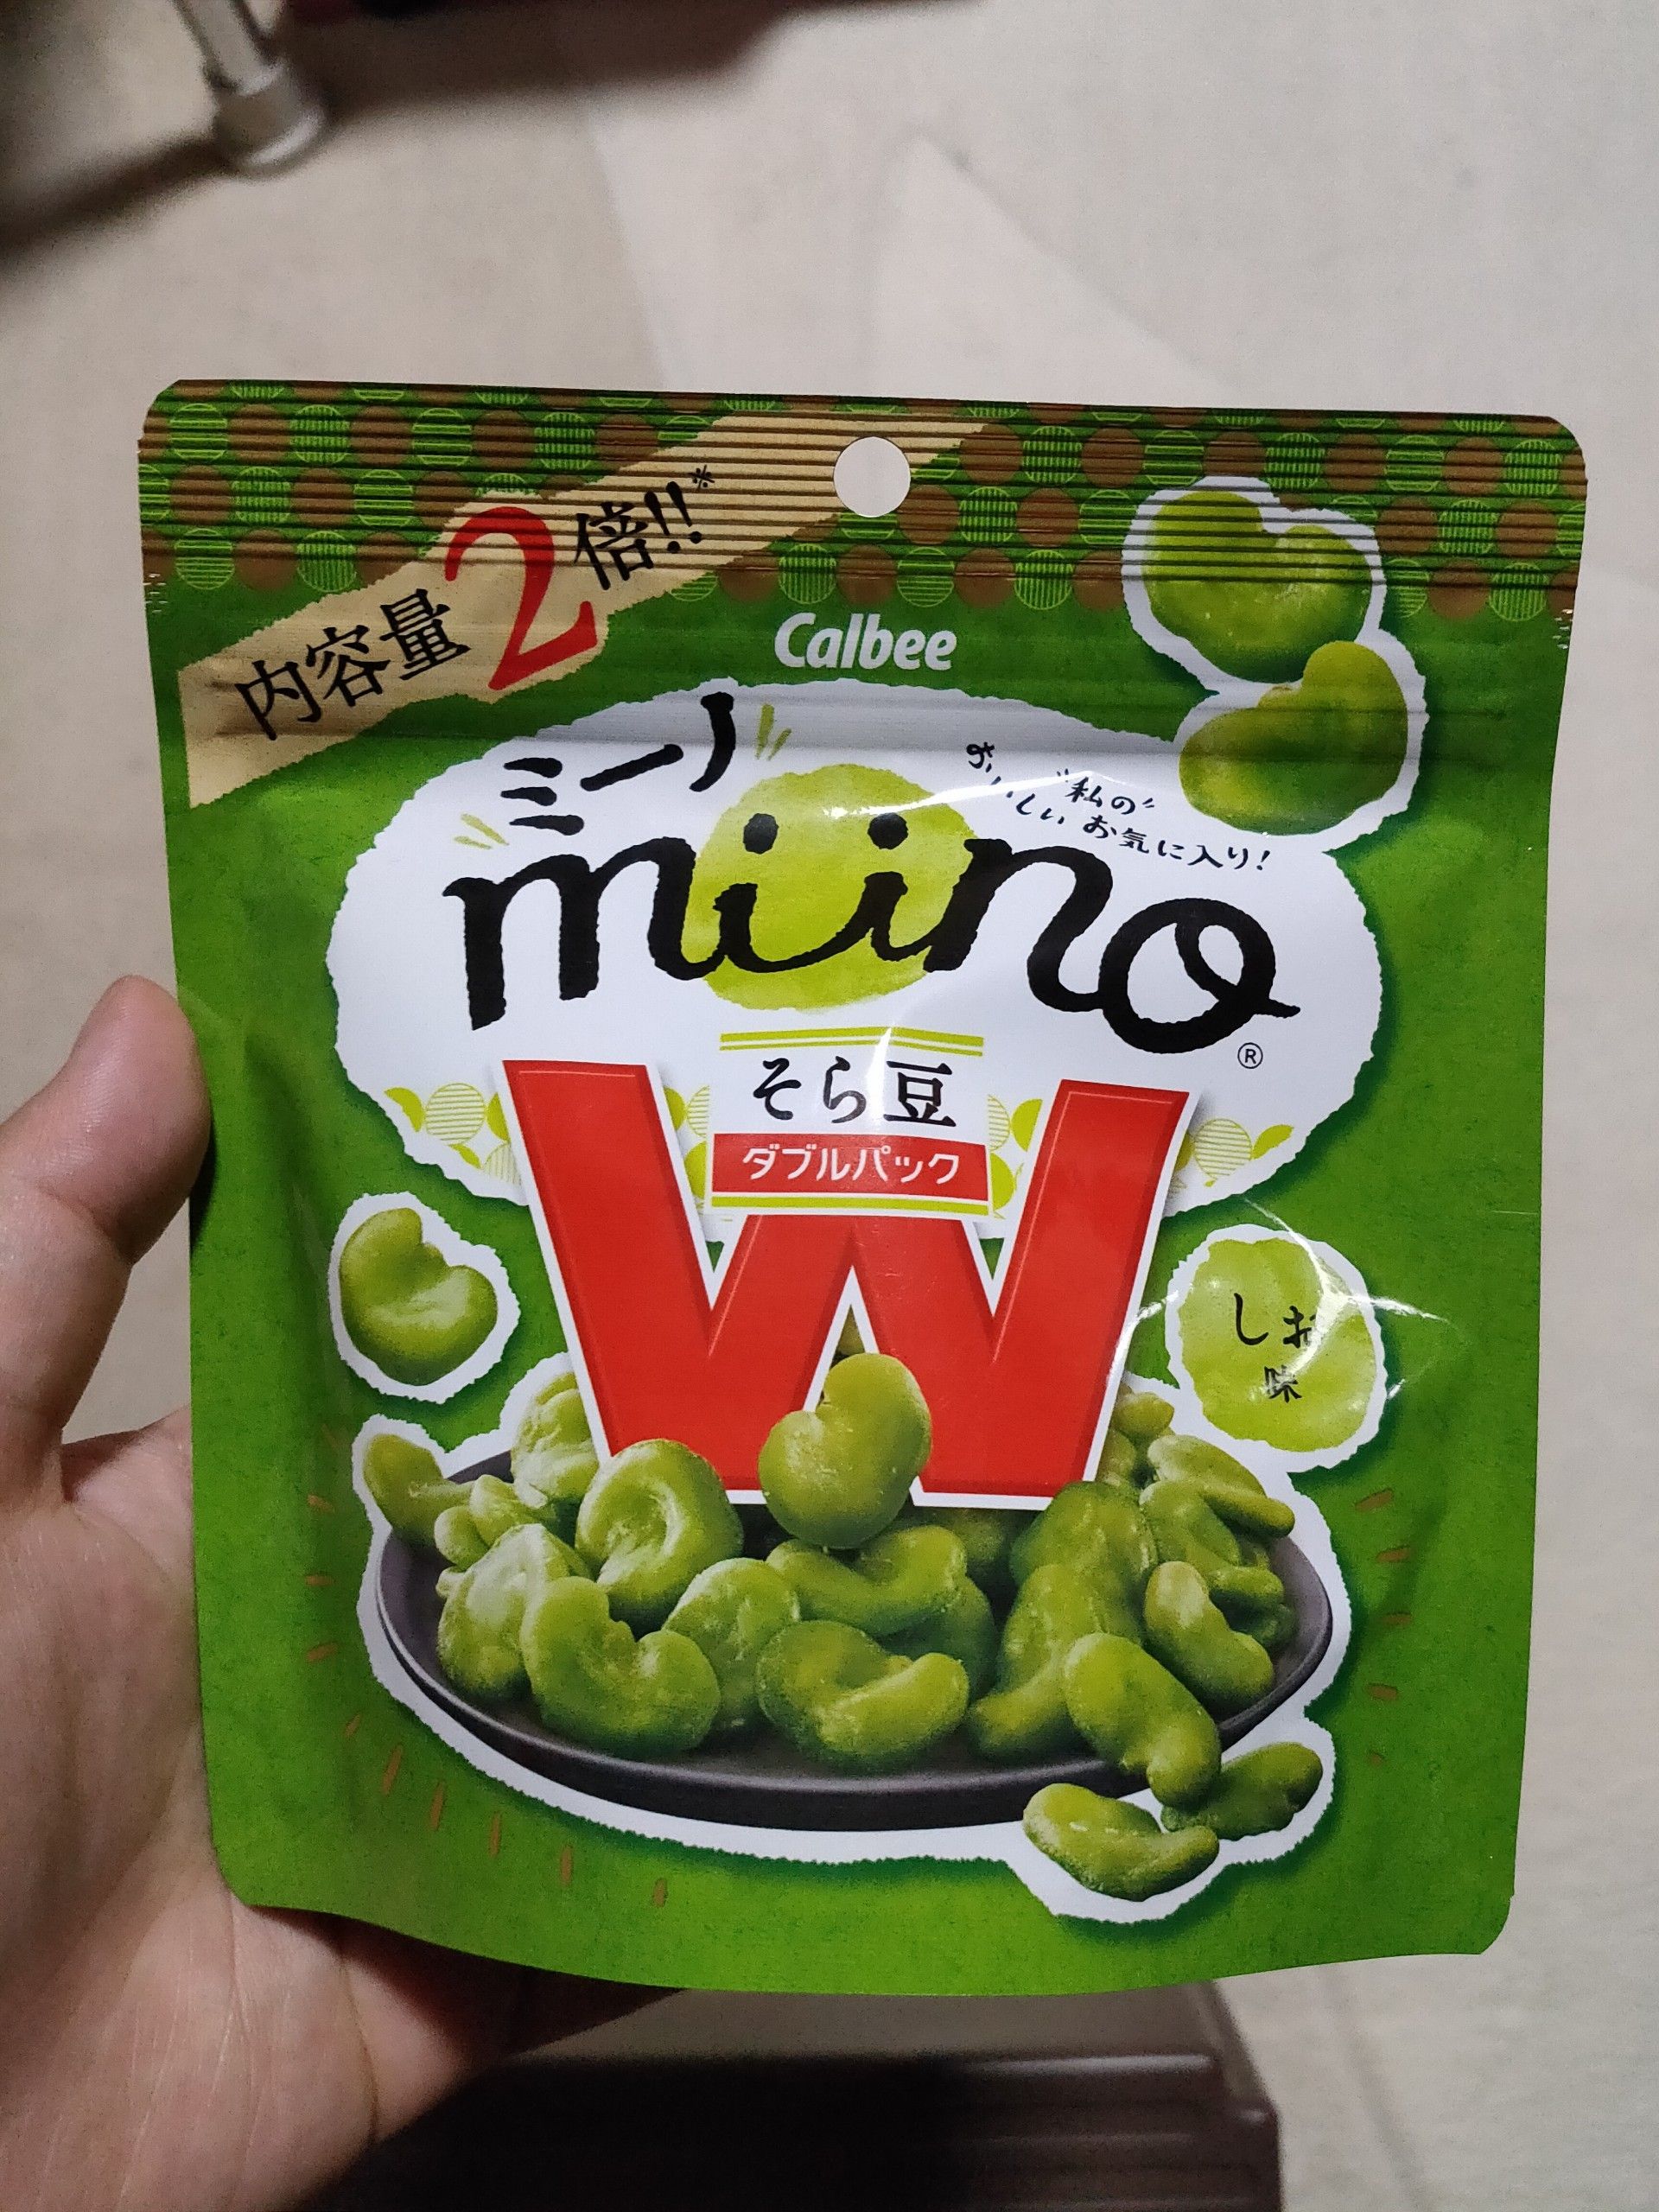 内容量2倍!!※
Calbee
ミーノ
miino®
おいしい
"私の"
お気に入り!
そら豆
ダブルパック
W
しお味